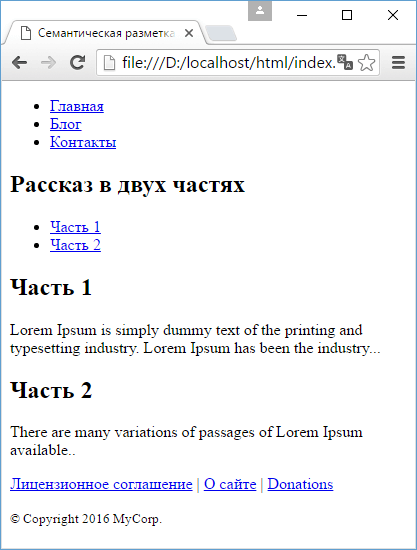 Семантическая разметка
file:///D:/localhost/html/index.
Главная
Блог
Контакты
Рассказ в двух частях
Часть 1
Часть 2
Часть 1
Lorem Ipsum is simply dummy text of the printing and
typesetting industry. Lorem Ipsum has been the industry...
Часть 2
There are many variations of passages of Lorem Ipsum
available..
Лицензионное соглашение | О сайте | Donations
© Copyright 2016 MyCorp.